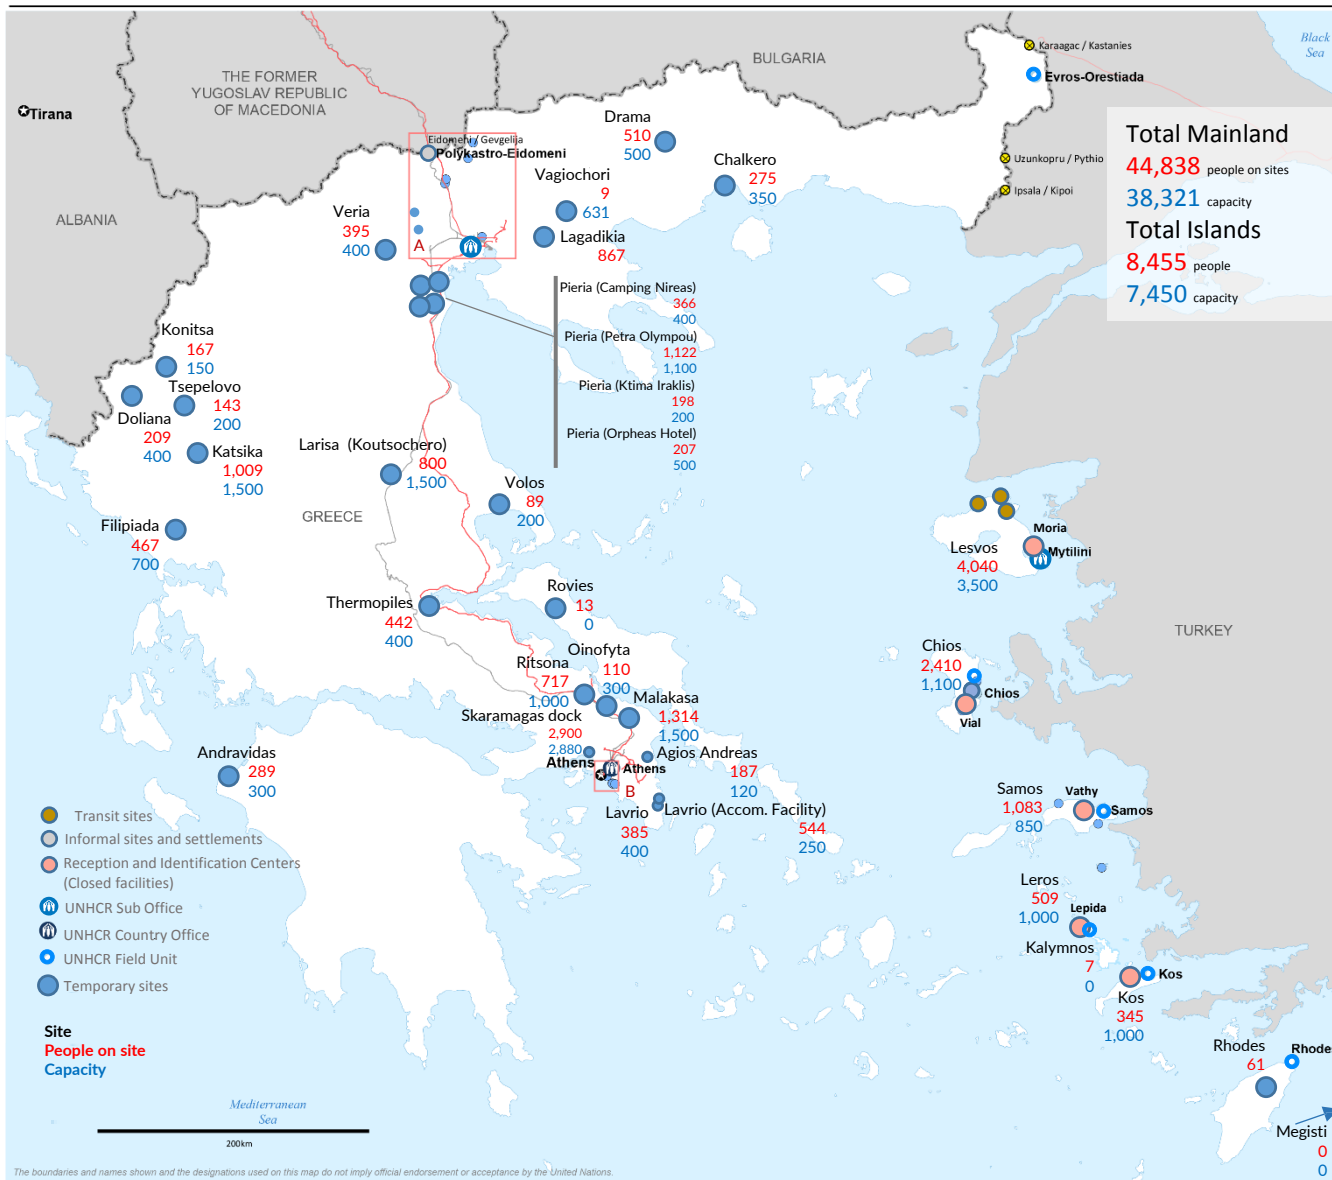 Black
Sea
BULGARIA
Karaagac / Kastanies
Evros-Orestiada
THE FORMER
YUGOSLAV REPUBLIC
OF MACEDONIA
Tirana
Total Mainland
44,838 people on sites
38,321 capacity
Total Islands
8,455 people
7,450 capacity
Drama
510
500
Eidomeni / Gevgelija
Polykastro-Eidomeni
Chalkero
275
350
Uzunkopru / Pythio
Ipsala / Kipoi
Vagiochori
9
631
ALBANIA
Veria
395
400
A
Lagadikia
867
Pieria (Camping Nireas)
366
400
Pieria (Petra Olympou)
1,122
1,100
Pieria (Ktima Iraklis)
198
200
Pieria (Orpheas Hotel)
207
500
Konitsa
167
150
Tsepelovo
143
200
Doliana
209
400
Katsika
1,009
1,500
Larisa (Koutsochero)
800
1,500
Volos
89
200
GREECE
Filipiada
467
700
Moria
Mytilini
Lesvos
4,040
3,500
Thermopiles
442
400
Rovies
13
0
TURKEY
Oinofyta
110
300
Ritsona
717
1,000
Malakasa
1,314
1,500
Chios
2,410
1,100
Chios
Vial
Skaramagas dock
2,900
2,880
Athens
Athens
B
Agios Andreas
187
120
Andravidas
289
300
Lavrio
385
400
Lavrio (Accom. Facility)
544
250
Samos
1,083
850
Vathy
Samos
Leros
509
1,000
Lepida
Kalymnos
7
0
Kos
Kos
345
1,000
Rhodes
61
Rhodes
Megisti
0
0
Transit sites
Informal sites and settlements
Reception and Identification Centers
(Closed facilities)
UNHCR Sub Office
UNHCR Country Office
UNHCR Field Unit
Temporary sites
Site
People on site
Capacity
Mediterranean
Sea
200km
The boundaries and names shown and the designations used on this map do not imply official endorsement or acceptance by the United Nations.